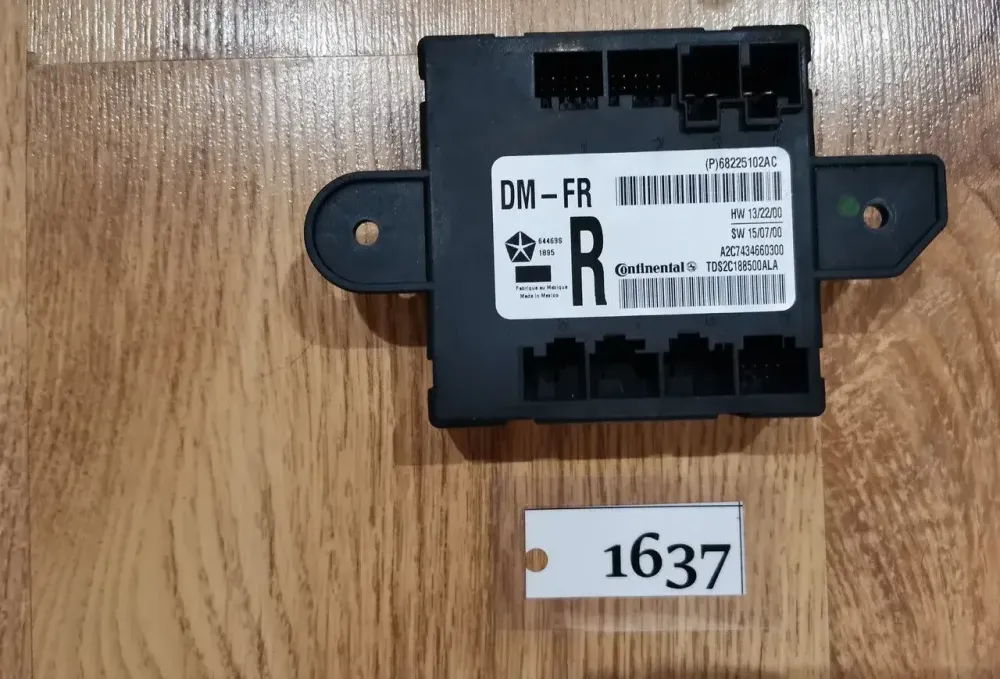 (P)68225102AC
DM-FR
R
HW 13/22/00
SW 15/07/00
64469S
1895
A2C7434660300
Continental
TDS2C188500ALA
Fabrique au Mexique
Made in Mexico
1637